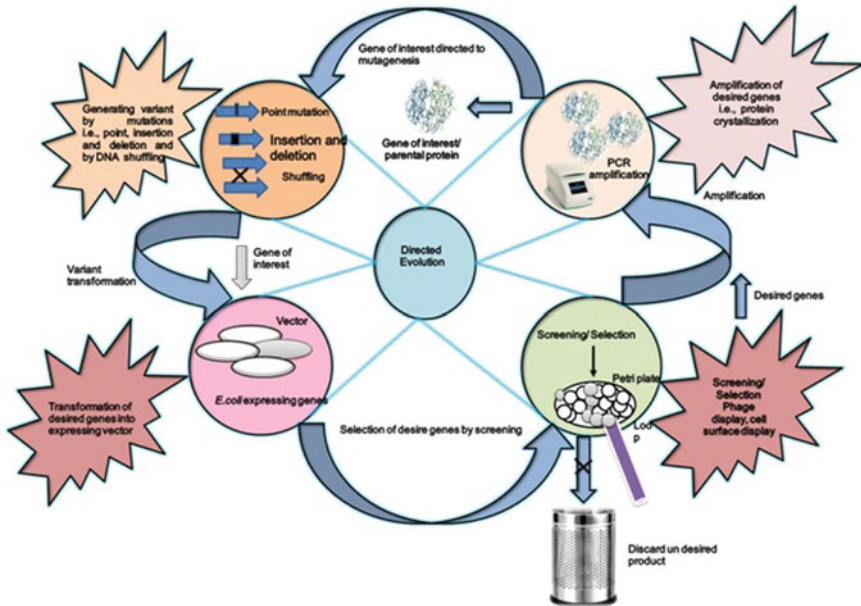 Gene of interest directed to
mutagenesis
Generating variant
by mutations
i.e., point, insertion
and deletion and
by DNA shuffling
Point mutation
Insertion and
deletion
Shuffling
Gene of interest/
parental protein
PCR
amplification
Amplification of
desired genes
i.e., protein
crystallization
Amplification
Directed
Evolution
Variant
transformation
Gene of
interest
Desired genes
Vector
E.coli expressing genes
Transformation of
desired genes into
expressing vector
Selection of desire genes by screening
Screening/ Selection
Petri plate
Loo
p
Screening/
Selection
Phage
display, cell
surface display
Discard un desired
product